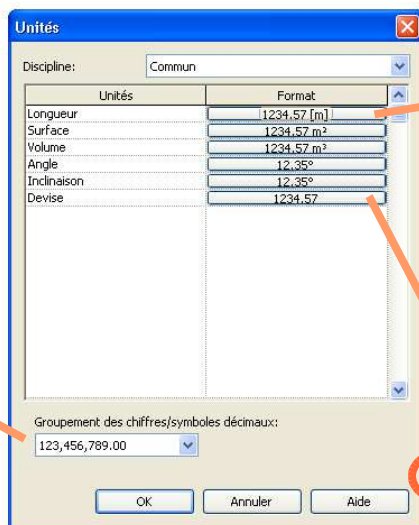 Unités
Discipline: Commun
Unités Format
Longueur 1234.57 [m]
Surface 1234.57 m²
Volume 1234.57 m³
Angle 12.35°
Inclinaison 12.35°
Devise 1234.57
Groupement des chiffres/symboles décimaux:
123,456,789.00
OK Annuler Aide